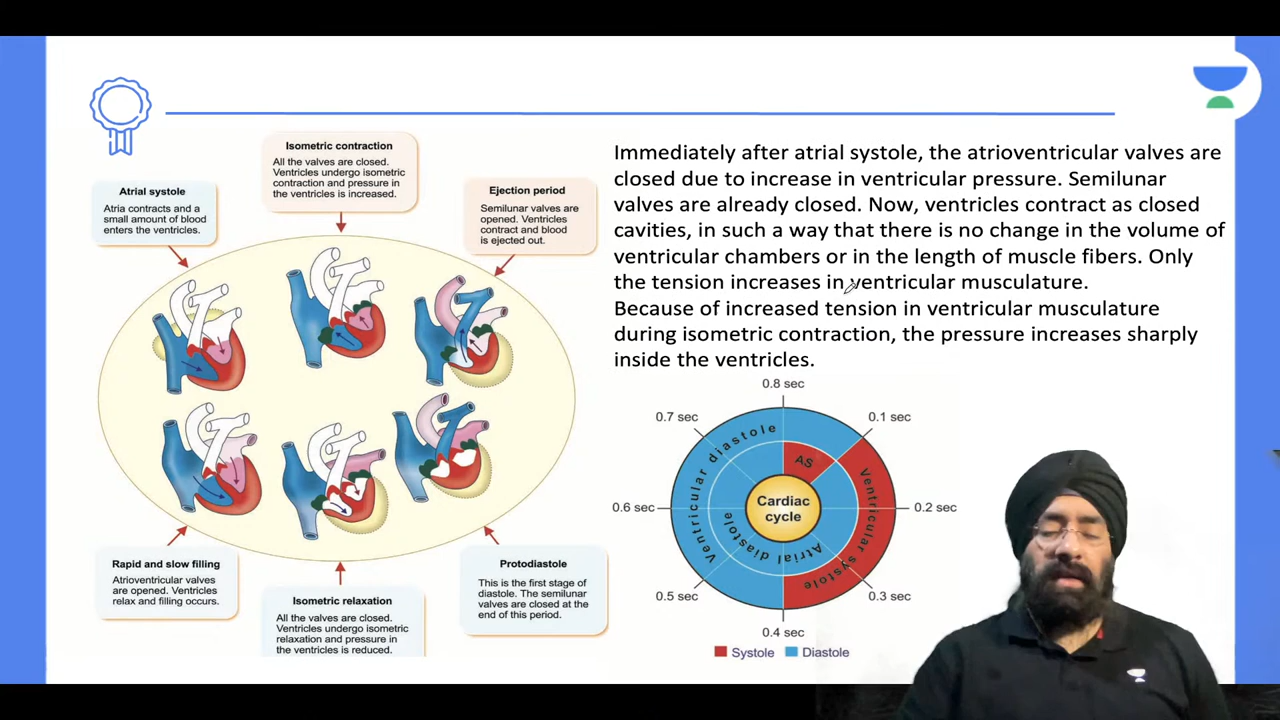 Isometric contraction
All the valves are closed.
Ventricles undergo isometric
contraction and pressure in
the ventricles is increased.
Atrial systole
Atria contracts and a
small amount of blood
enters the ventricles.
Ejection period
Semilunar valves are
opened. Ventricles
contract and blood
is ejected out.
Rapid and slow filling
Atrioventricular valves
are opened. Ventricles
relax and filling occurs.
Isometric relaxation
All the valves are closed.
Ventricles undergo isometric
relaxation and pressure in
the ventricles is reduced.
Protodiastole
This is the first stage of
diastole. The semilunar
valves are closed at the
end of this period.
Immediately after atrial systole, the atrioventricular valves are
closed due to increase in ventricular pressure. Semilunar
valves are already closed. Now, ventricles contract as closed
cavities, in such a way that there is no change in the volume of
ventricular chambers or in the length of muscle fibers. Only
the tension increases in ventricular musculature.
Because of increased tension in ventricular musculature
during isometric contraction, the pressure increases sharply
inside the ventricles.
0.8 sec
0.7 sec
0.1 sec
0.6 sec
0.2 sec
0.5 sec
0.3 sec
0.4 sec
Ventricular diastole
AS
Ventricular systole
Atrial diastole
Cardiac
cycle
Systole
Diastole